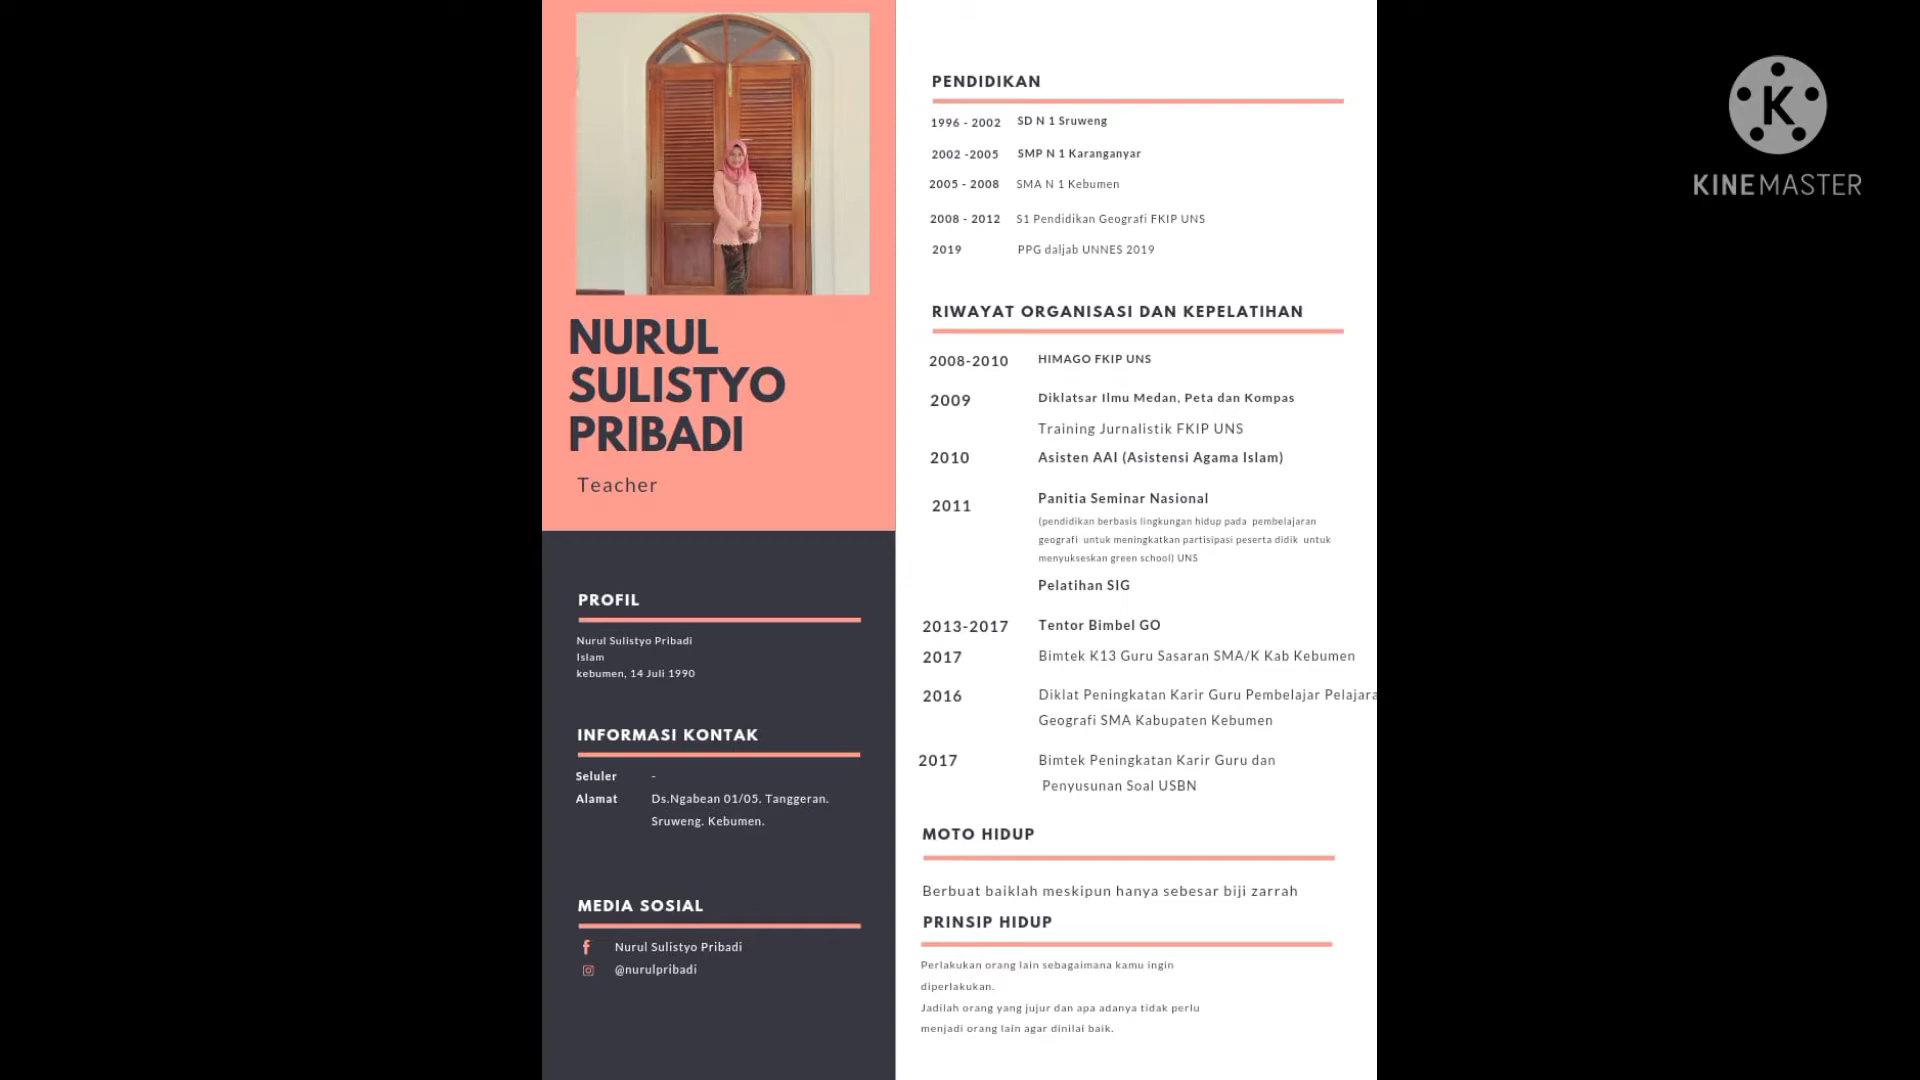 NURUL
SULISTYO
PRIBADI
Teacher
PROFIL
Nurul Sulistyo Pribadi
Islam
kebumen, 14 Juli 1990
INFORMASI KONTAK
Seluler -
Alamat Ds.Ngabean 01/05. Tanggeran.
Sruweng. Kebumen.
MEDIA SOSIAL
Nurul Sulistyo Pribadi
@nurulpribadi
PENDIDIKAN
1996 - 2002 SD N 1 Sruweng
2002 -2005 SMP N 1 Karanganyar
2005 - 2008 SMA N 1 Kebumen
2008 - 2012 S1 Pendidikan Geografi FKIP UNS
2019 PPG daljab UNNES 2019
RIWAYAT ORGANISASI DAN KEPELATIHAN
2008-2010 HIMAGO FKIP UNS
2009 Diklatsar Ilmu Medan, Peta dan Kompas
Training Jurnalistik FKIP UNS
2010 Asisten AAI (Asistensi Agama Islam)
2011 Panitia Seminar Nasional
(pendidikan berbasis lingkungan hidup pada pembelajaran
geografi untuk meningkatkan partisipasi peserta didik untuk
menyukseskan green school) UNS
Pelatihan SIG
2013-2017 Tentor Bimbel GO
2017 Bimtek K13 Guru Sasaran SMA/K Kab Kebumen
2016 Diklat Peningkatan Karir Guru Pembelajar Pelajara
Geografi SMA Kabupaten Kebumen
2017 Bimtek Peningkatan Karir Guru dan
Penyusunan Soal USBN
MOTO HIDUP
Berbuat baiklah meskipun hanya sebesar biji zarrah
PRINSIP HIDUP
Perlakukan orang lain sebagaimana kamu ingin
diperlakukan.
Jadilah orang yang jujur dan apa adanya tidak perlu
menjadi orang lain agar dinilai baik.
K
KINEMASTER